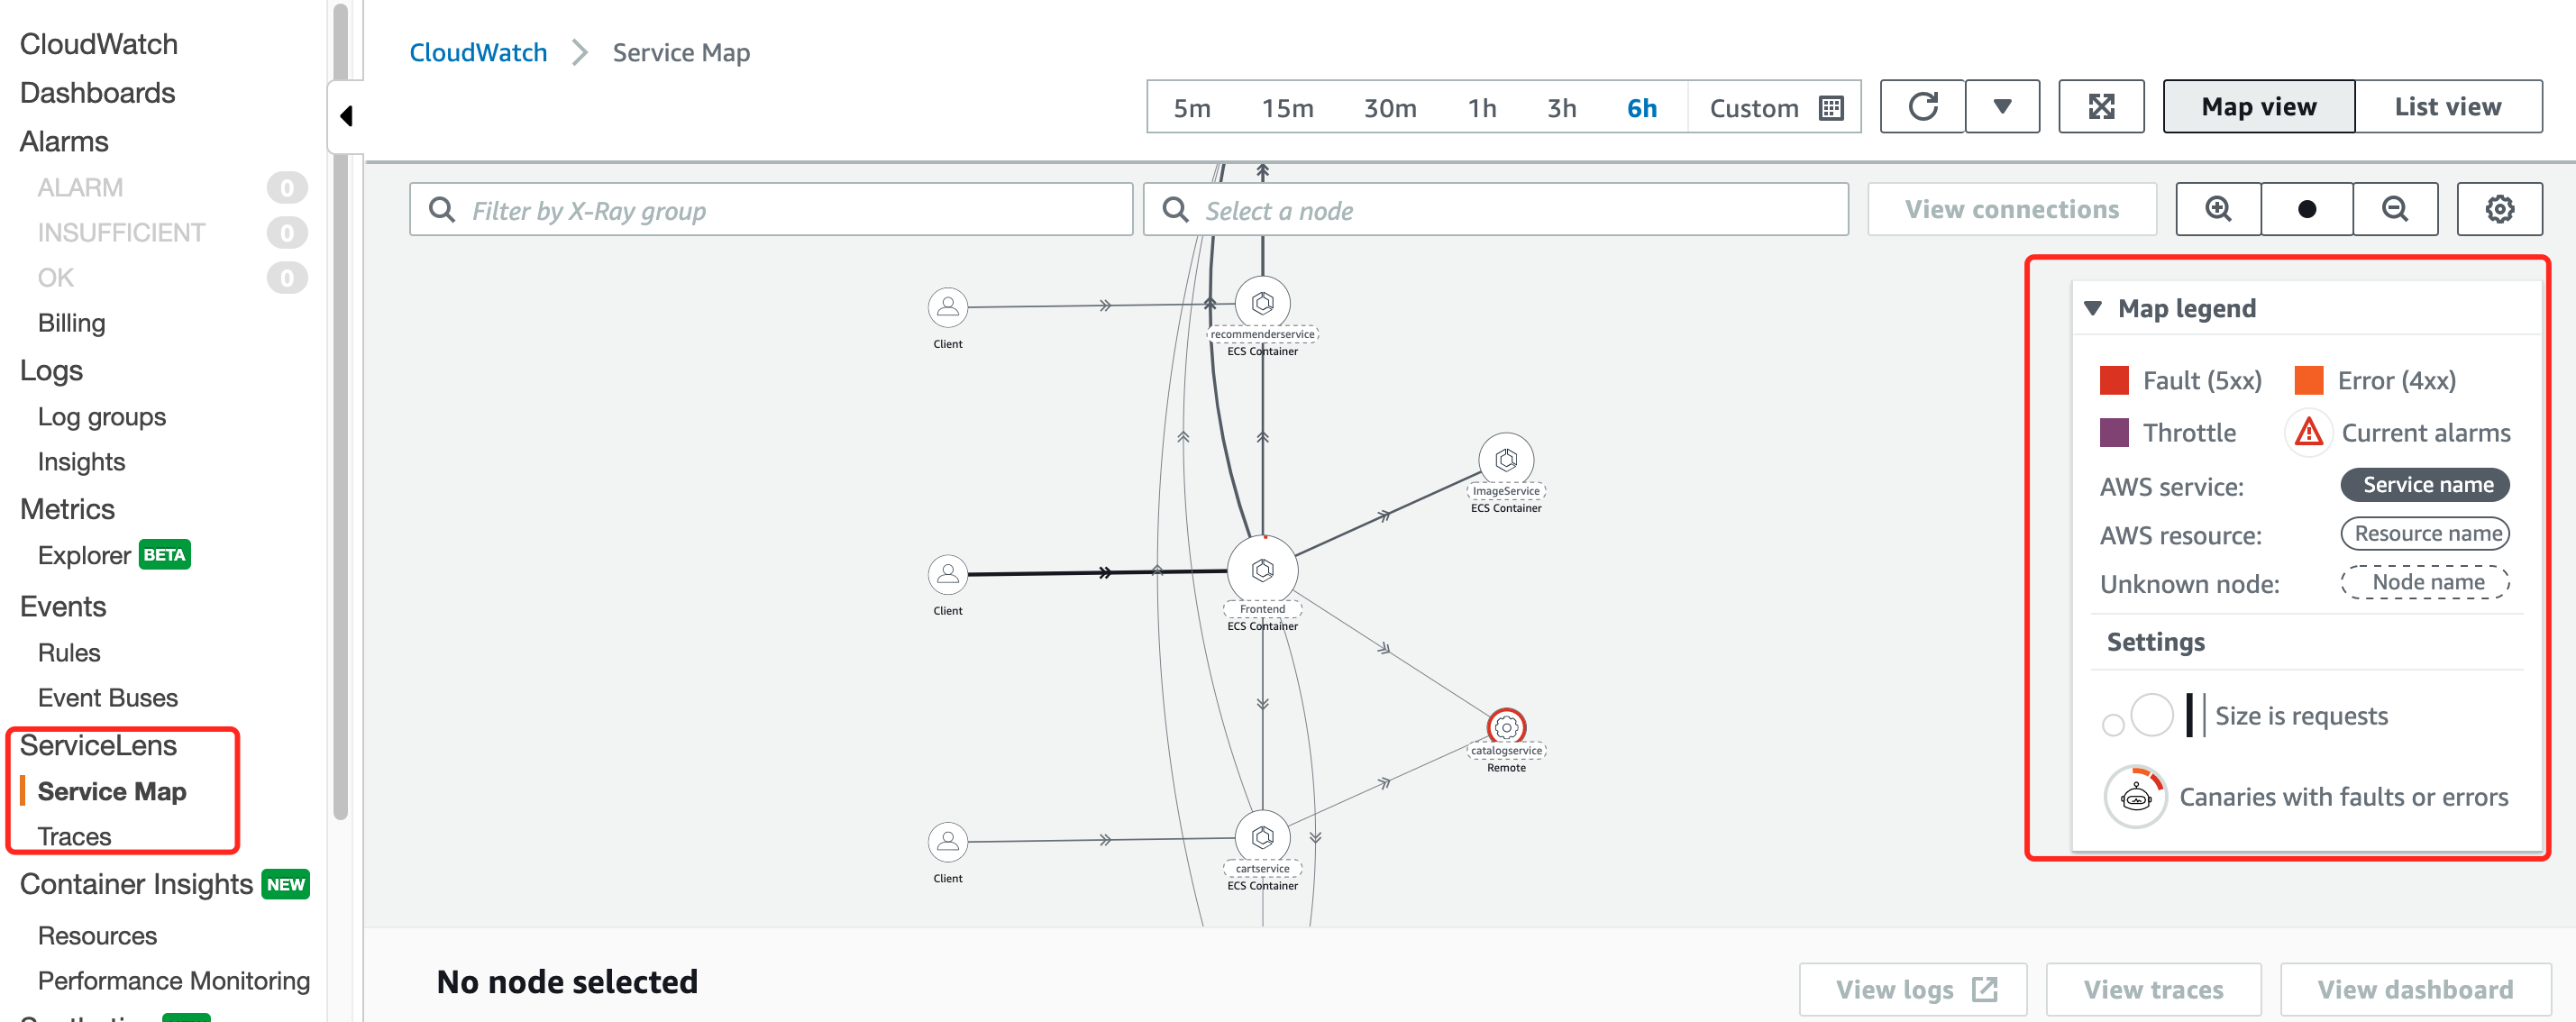 CloudWatch
Dashboards
Alarms
ALARM 0
INSUFFICIENT 0
OK 0
Billing
Logs
Log groups
Insights
Metrics
Explorer BETA
Events
Rules
Event Buses
ServiceLens
Service Map
Traces
Container Insights NEW
Resources
Performance Monitoring
CloudWatch Service Map
5m 15m 30m 1h 3h 6h Custom
Map view List view
Filter by X-Ray group
Select a node
View connections
Client
recommenderservice
ECS Container
ImageService
ECS Container
Client
Frontend
ECS Container
catalogservice
Remote
Client
cartservice
ECS Container
Map legend
Fault (5xx) Error (4xx)
Throttle Current alarms
AWS service: Service name
AWS resource: Resource name
Unknown node: Node name
Settings
Size is requests
Canaries with faults or errors
No node selected
View logs View traces View dashboard